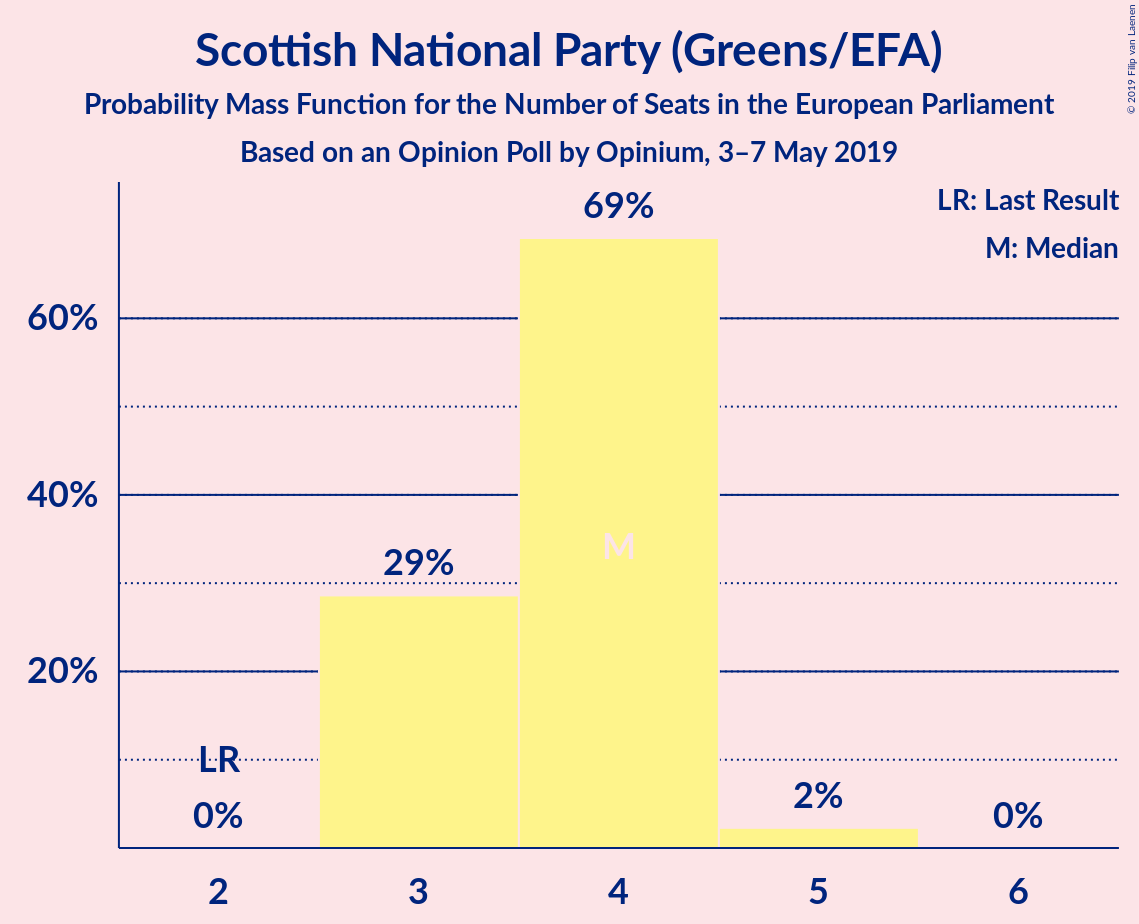 Scottish National Party (Greens/EFA)
Probability Mass Function for the Number of Seats in the European Parliament
Based on an Opinion Poll by Opinium, 3–7 May 2019
© 2019 Filip van Laenen
LR: Last Result
M: Median
69%
60%
40%
M
29%
20%
LR
2%
0%
0%
2 3 4 5 6